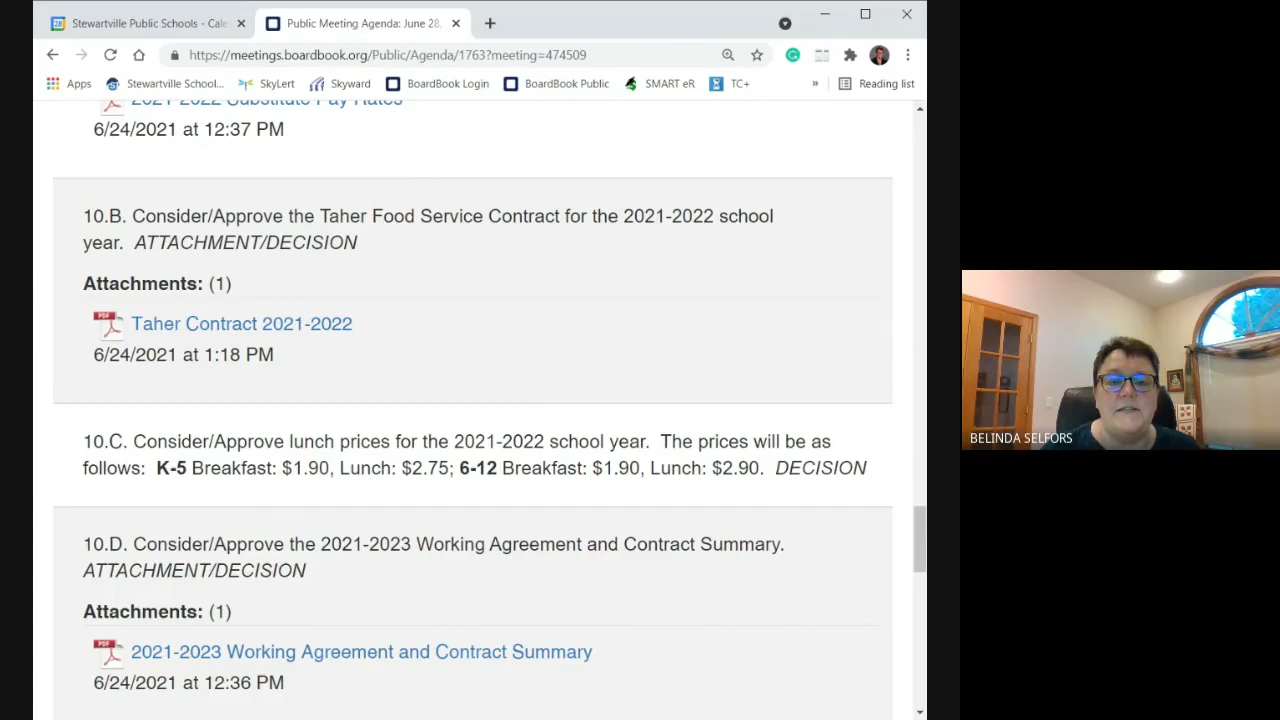 Stewartville Public Schools - Cale
Public Meeting Agenda: June 28,
https://meetings.boardbook.org/Public/Agenda/1763?meeting=474509
Apps
Stewartville School...
SkyLert
Skyward
BoardBook Login
BoardBook Public
SMART eR
TC+
»
Reading list
2021-2022 Substitute Pay Rates
6/24/2021 at 12:37 PM
10.B. Consider/Approve the Taher Food Service Contract for the 2021-2022 school
year. ATTACHMENT/DECISION
Attachments: (1)
PDF
Taher Contract 2021-2022
6/24/2021 at 1:18 PM
10.C. Consider/Approve lunch prices for the 2021-2022 school year. The prices will be as
follows: K-5 Breakfast: $1.90, Lunch: $2.75; 6-12 Breakfast: $1.90, Lunch: $2.90. DECISION
10.D. Consider/Approve the 2021-2023 Working Agreement and Contract Summary.
ATTACHMENT/DECISION
Attachments: (1)
PDF
2021-2023 Working Agreement and Contract Summary
6/24/2021 at 12:36 PM
BELINDA SELFORS